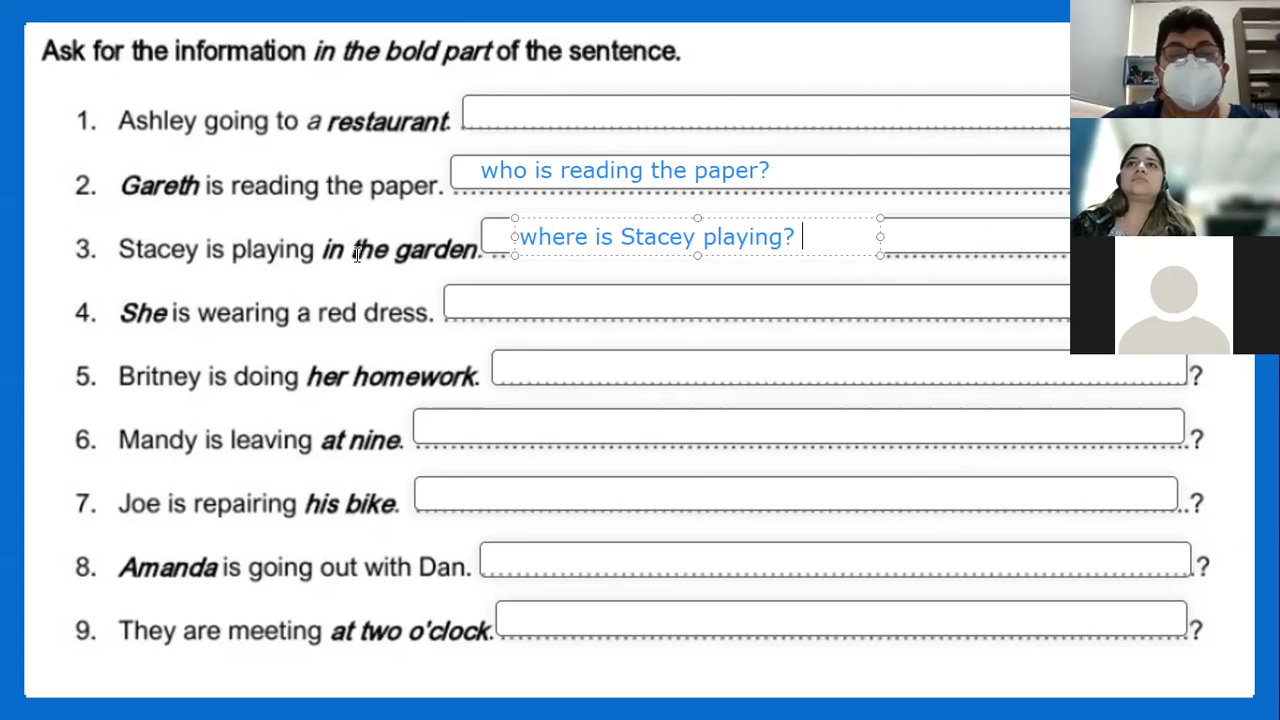 Ask for the information in the bold part of the sentence.
1. Ashley going to a restaurant.
2. Gareth is reading the paper. who is reading the paper?
3. Stacey is playing in the garden. where is Stacey playing?
4. She is wearing a red dress.
5. Britney is doing her homework. ?
6. Mandy is leaving at nine. ?
7. Joe is repairing his bike. ?
8. Amanda is going out with Dan. ?
9. They are meeting at two o'clock. ?